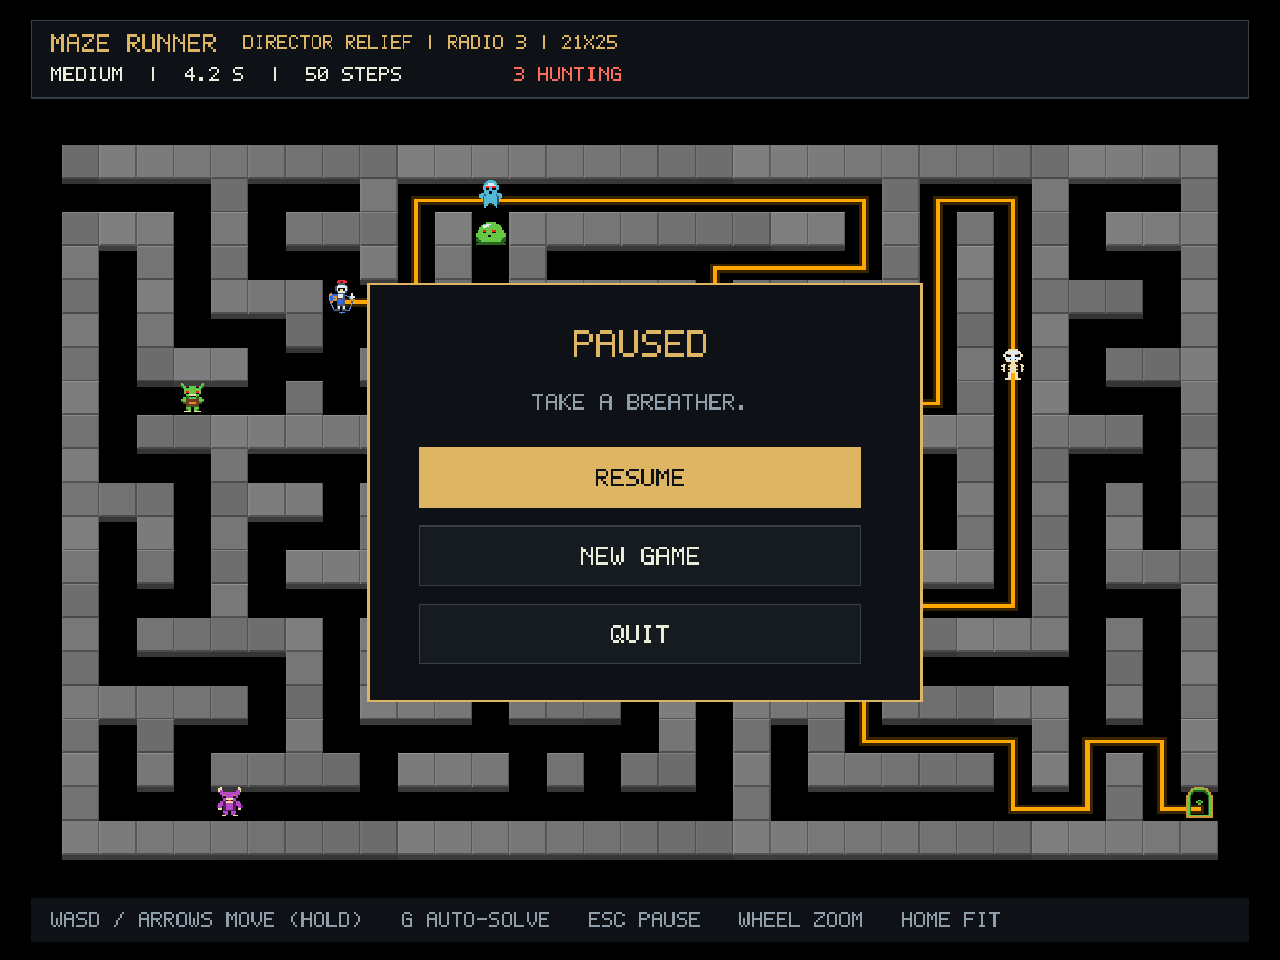 MAZE RUNNER DIRECTOR RELIEF | RADIO 3 | 21X25
MEDIUM | 4.2 S | 50 STEPS 3 HUNTING
PAUSED
TAKE A BREATHER.
RESUME
NEW GAME
QUIT
WASD / ARROWS MOVE (HOLD) G AUTO-SOLVE ESC PAUSE WHEEL ZOOM HOME FIT